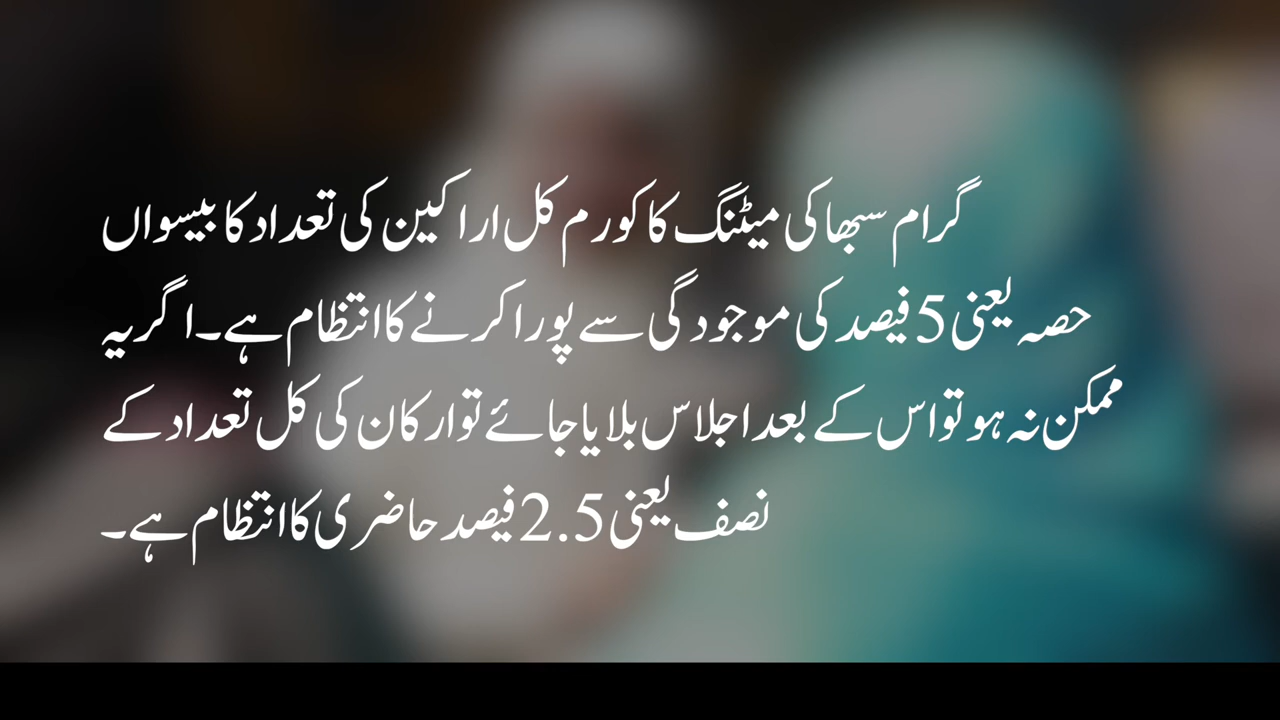 گرام سبھا کی میٹنگ کا کورم کل اراکین کی تعداد کا بیسواں
حصہ یعنی 5 فیصد کی موجودگی سے پورا کرنے کا انتظام ہے۔ اگر یہ
ممکن نہ ہو تو اس کے بعد اجلاس بلایا جائے تو ارکان کی کل تعداد کے
نصف یعنی 2.5 فیصد حاضری کا انتظام ہے۔